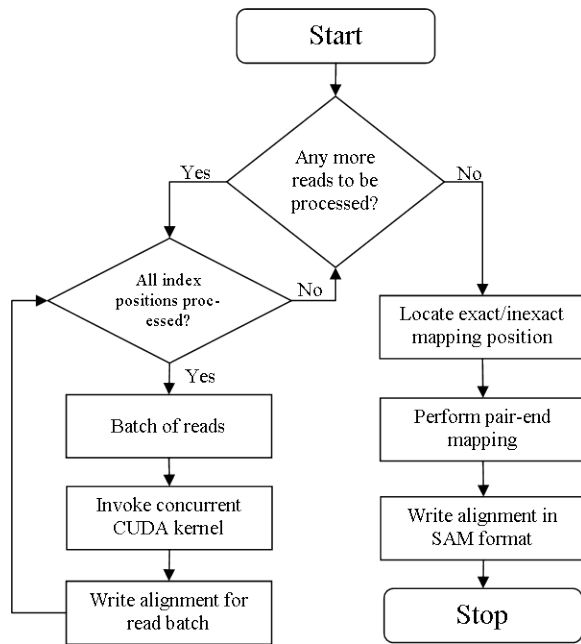 Start
Any more
reads to be
processed?
Yes
No
All index
positions proc-
essed?
No
Yes
Locate exact/inexact
mapping position
Batch of reads
Perform pair-end
mapping
Invoke concurrent
CUDA kernel
Write alignment in
SAM format
Write alignment for
read batch
Stop